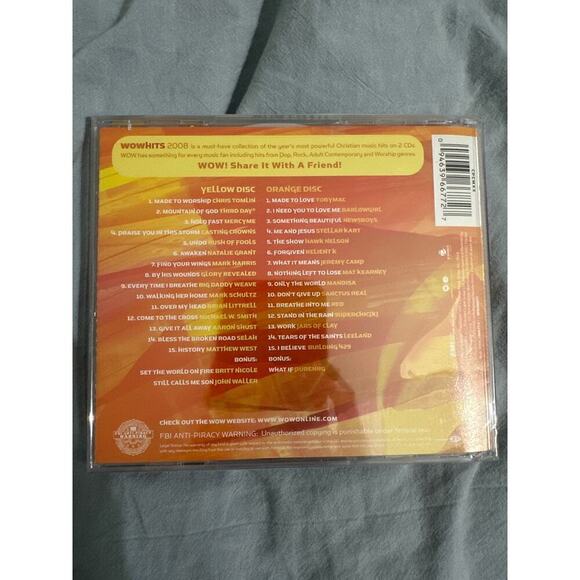 WOWHITS 2008 is a must-have collection of the year's most powerful Christian music hits on 2 CDs
WOW has something for every music fan including hits from Pop, Rock, Adult Contemporary and Worship genres
WOW! Share It With A Friend!
YELLOW DISC
1. MADE TO WORSHIP CHRIS TOMLIN
2. MOUNTAIN OF GOD THIRD DAY
3. HOLD FAST MERCYME
4. PRAISE YOU IN THIS STORM CASTING CROWNS
5. UNDO RUSH OF FOOLS
6. AWAKEN NATALIE GRANT
7. FIND YOUR WINGS MARK HARRIS
8. BY HIS WOUNDS GLORY REVEALED
9. EVERY TIME I BREATHE BIG DADDY WEAVE
10. WALKING HER HOME MARK SCHULTZ
11. OVER MY HEAD BRIAN LITTRELL
12. COME TO THE CROSS MICHAEL W. SMITH
13. GIVE IT ALL AWAY AARON SHUST
14. BLESS THE BROKEN ROAD SELAH
15. HISTORY MATTHEW WEST
BONUS:
SET THE WORLD ON FIRE BRITT NICOLE
STILL CALLS ME SON JOHN WALLER
ORANGE DISC
1. MADE TO LOVE TOBYMAC
2. I NEED YOU TO LOVE ME BARLOWGIRL
3. SOMETHING BEAUTIFUL NEWSBOYS
4. ME AND JESUS STELLAR KART
5. THE SHOW HAWK NELSON
6. FORGIVEN RELIENT K
7. WHAT IT MEANS JEREMY CAMP
8. NOTHING LEFT TO LOSE MAT KEARNEY
9. ONLY THE WORLD MANDISA
10. DON'T GIVE UP SANCTUS REAL
11. BREATHE INTO ME RED
12. STAND IN THE RAIN SUPERCHIC[K]
13. WORK JARS OF CLAY
14. TEARS OF THE SAINTS LEELAND
15. I BELIEVE BUILDING 429
BONUS:
WHAT IF DUBERRY
0 94639 66772 7
CHECK OUT THE WOW WEBSITE: WWW.WOWONLINE.COM
FBI ANTI-PIRACY WARNING: Unauthorized copying is punishable under federal law.